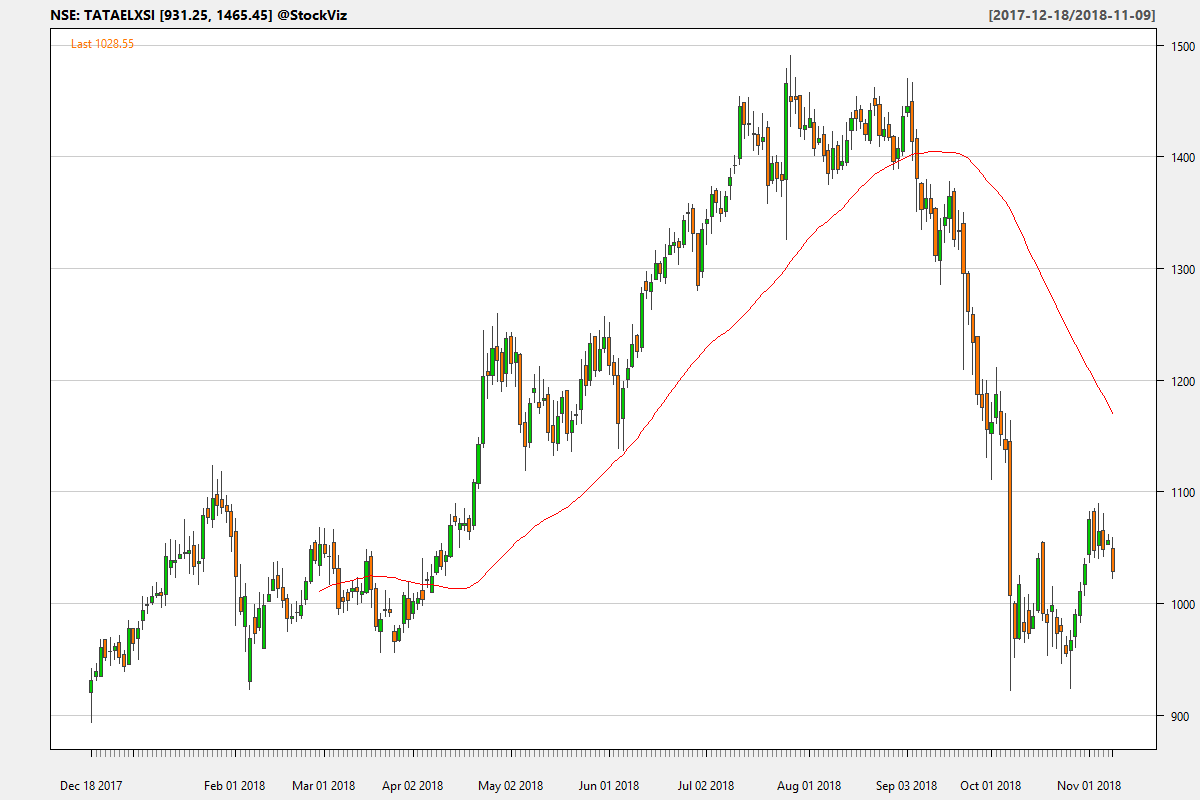 NSE: TATAELXSI [931.25, 1465.45] @StockViz [2017-12-18/2018-11-09]
Last 1028.55
1500
1400
1300
1200
1100
1000
900
Dec 18 2017 Feb 01 2018 Mar 01 2018 Apr 02 2018 May 02 2018 Jun 01 2018 Jul 02 2018 Aug 01 2018 Sep 03 2018 Oct 01 2018 Nov 01 2018